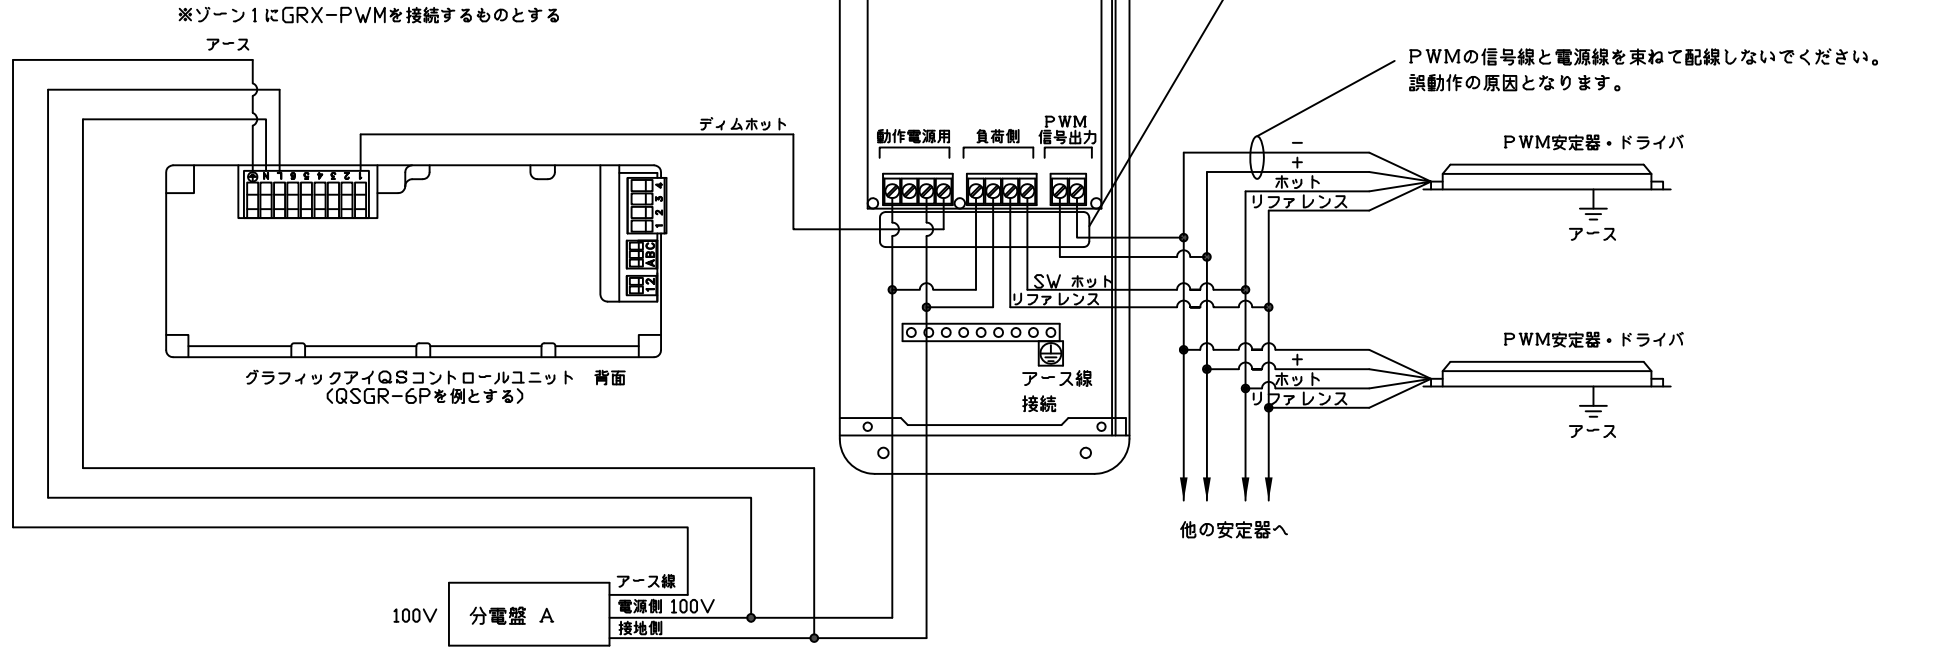 ※ゾーン1にGRX-PWMを接続するものとする
アース
ディムホット
N L 6 5 4 3 2 1
4
3
2
1
ABC
12
グラフィックアイQSコントロールユニット 背面
(QSGR-6Pを例とする)
動作電源用
負荷側
PWM
信号出力
SW ホット
リファレンス
アース線
接続
PWMの信号線と電源線を束ねて配線しないでください。
誤動作の原因となります。
PWM安定器・ドライバ
−
+
ホット
リファレンス
アース
PWM安定器・ドライバ
+
ホット
リファレンス
アース
他の安定器へ
100V
分電盤 A
アース線
電源側 100V
接地側